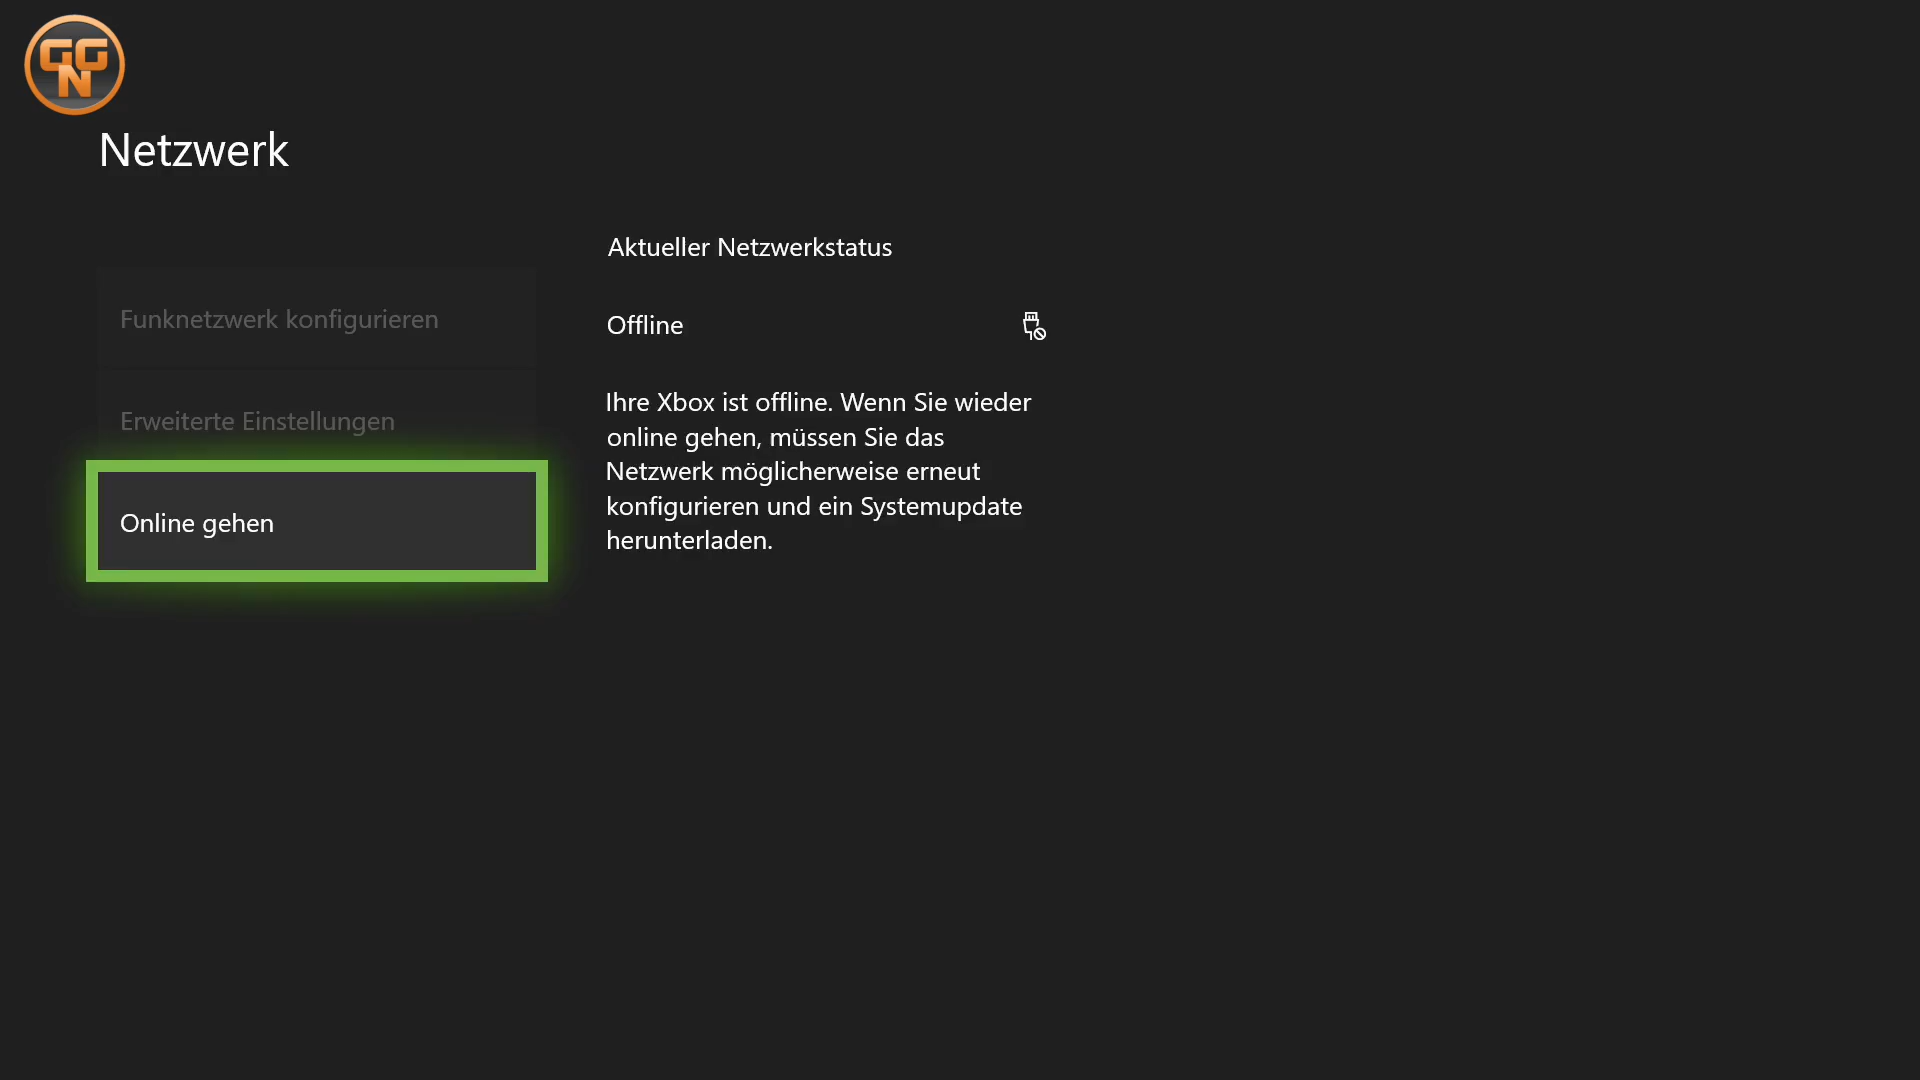 GGN
Netzwerk
Funknetzwerk konfigurieren
Erweiterte Einstellungen
Online gehen
Aktueller Netzwerkstatus
Offline
Ihre Xbox ist offline. Wenn Sie wieder
online gehen, müssen Sie das
Netzwerk möglicherweise erneut
konfigurieren und ein Systemupdate
herunterladen.